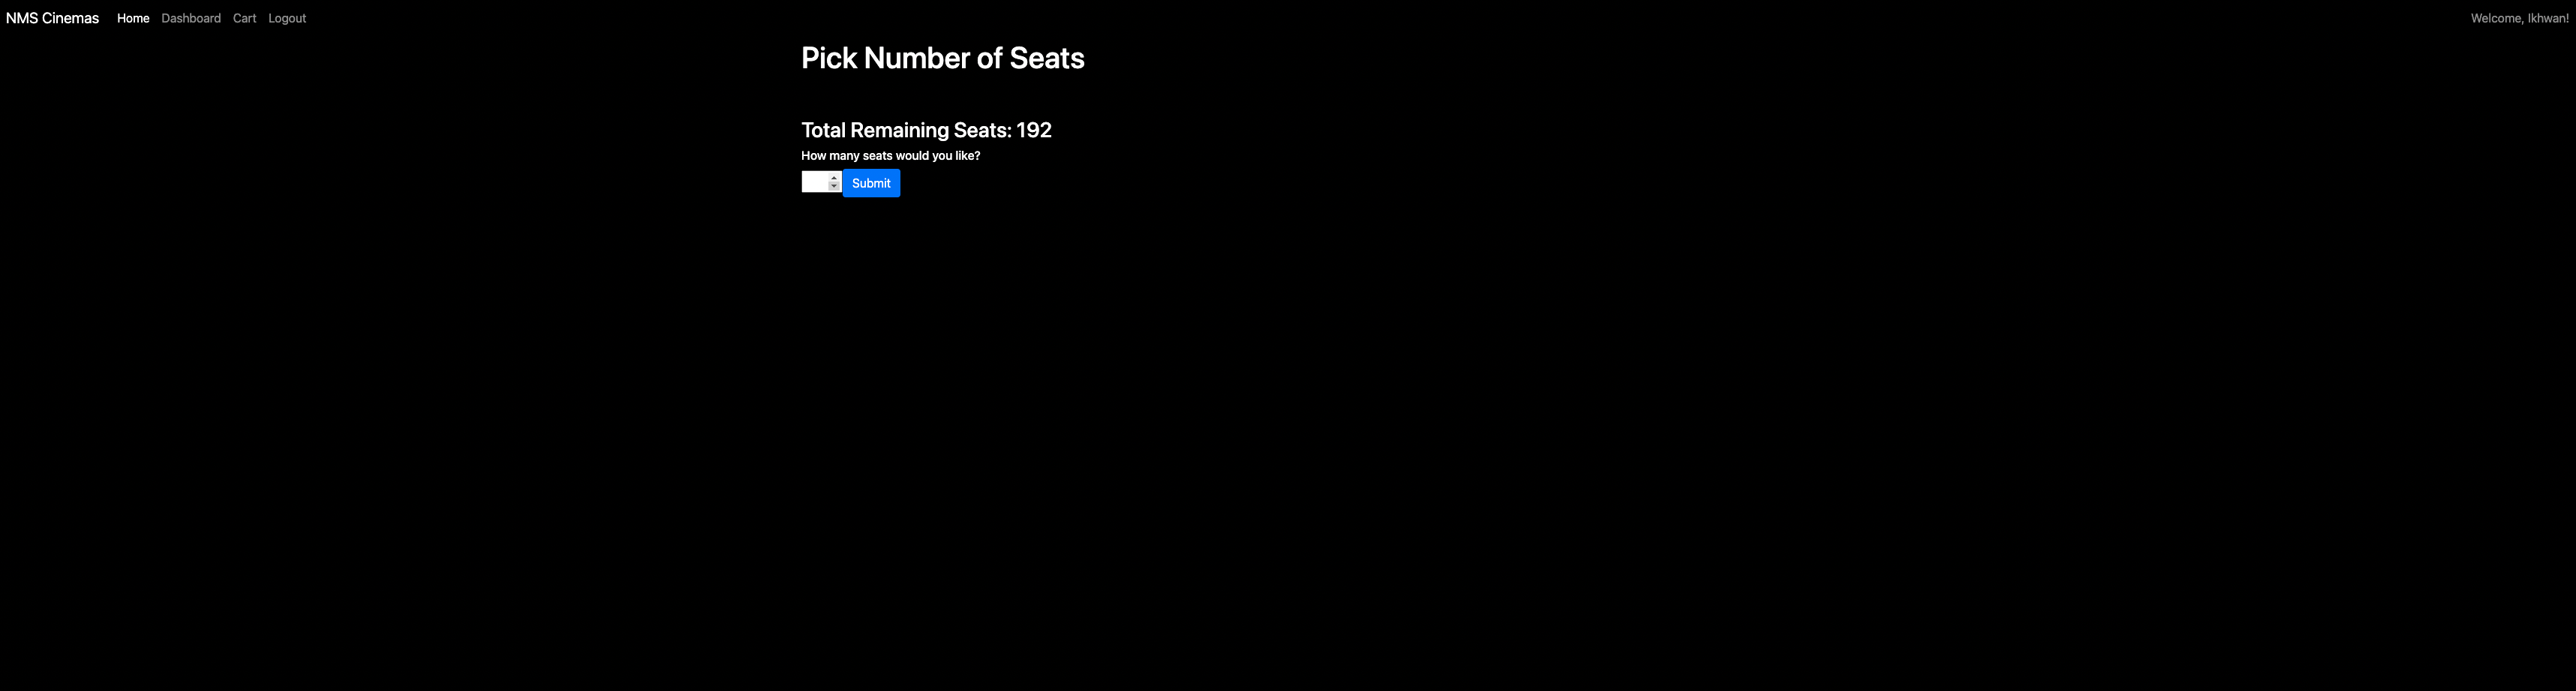 NMS Cinemas Home Dashboard Cart Logout Welcome, Ikhwan!
Pick Number of Seats
Total Remaining Seats: 192
How many seats would you like?
Submit